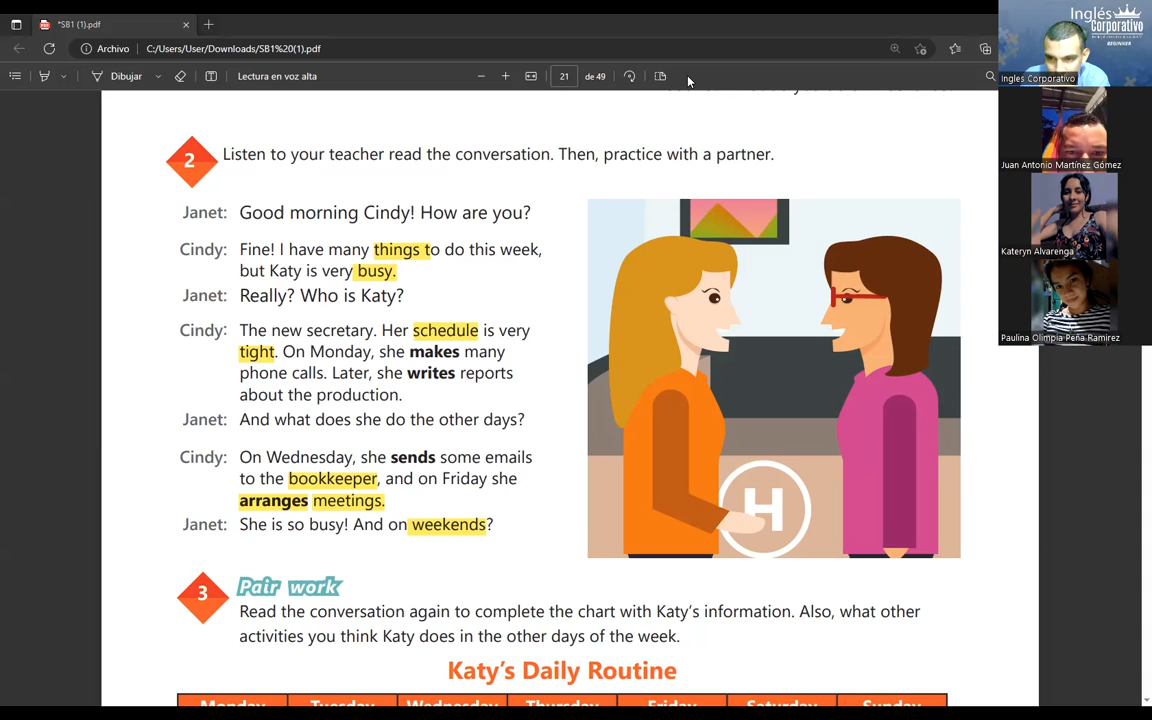 *SB1 (1).pdf
Archivo
C:/Users/User/Downloads/SB1%20(1).pdf
Dibujar
Lectura en voz alta
21
de 49
Inglés
Corporativo
BEGINNER
Ingles Corporativo
Juan Antonio Martínez Gómez
Kateryn Alvarenga
Paulina Olimpia Peña Ramirez
2
Listen to your teacher read the conversation. Then, practice with a partner.
Janet: Good morning Cindy! How are you?
Cindy: Fine! I have many things to do this week,
but Katy is very busy.
Janet: Really? Who is Katy?
Cindy: The new secretary. Her schedule is very
tight. On Monday, she makes many
phone calls. Later, she writes reports
about the production.
Janet: And what does she do the other days?
Cindy: On Wednesday, she sends some emails
to the bookkeeper, and on Friday she
arranges meetings.
Janet: She is so busy! And on weekends?
H
3
Pair work
Read the conversation again to complete the chart with Katy's information. Also, what other
activities you think Katy does in the other days of the week.
Katy's Daily Routine
Monday Tuesday Wednesday Thursday Friday Saturday Sunday